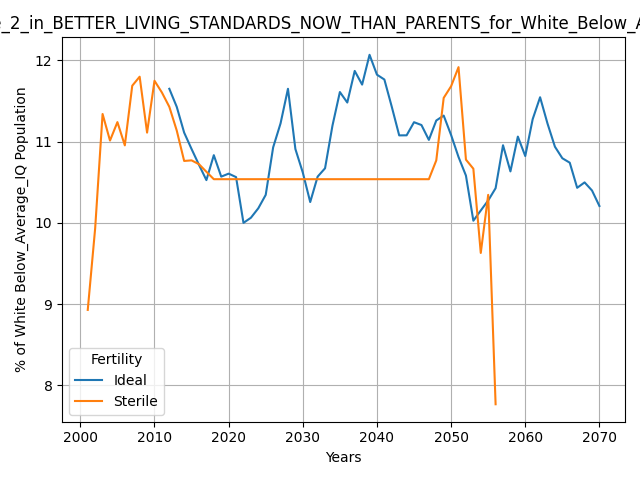 _2_in_BETTER_LIVING_STANDARDS_NOW_THAN_PARENTS_for_White_Below_A
% of White Below_Average_IQ Population
12
11
10
9
8
Fertility
Ideal
Sterile
2000 2010 2020 2030 2040 2050 2060 2070
Years